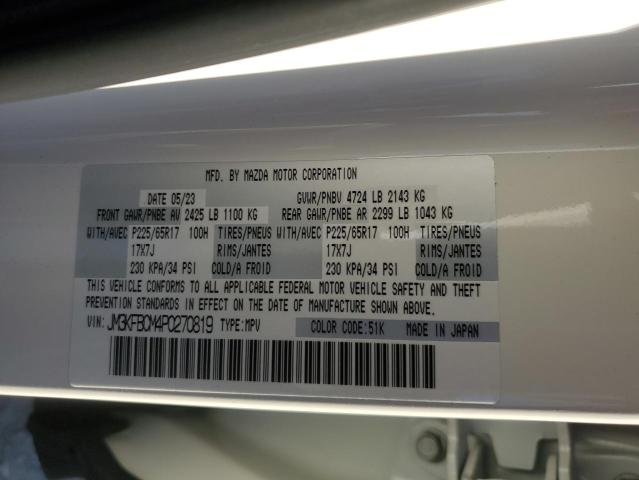 MFD. BY MAZDA MOTOR CORPORATION
DATE 05/23 GVWR/PNBV 4724 LB 2143 KG
FRONT GAWR/PNBE AV 2425 LB 1100 KG REAR GAWR/PNBE AR 2299 LB 1043 KG
WITH/AVEC P225/65R17 100H TIRES/PNEUS WITH/AVEC P225/65R17 100H TIRES/PNEUS
17X7J RIMS/JANTES 17X7J RIMS/JANTES
230 KPA/34 PSI COLD/A FROID 230 KPA/34 PSI COLD/A FROID
THIS VEHICLE CONFORMS TO ALL APPLICABLE FEDERAL MOTOR VEHICLE SAFETY AND THEFT
PREVENTION STANDARDS IN EFFECT ON THE DATE OF MANUFACTURE SHOWN ABOVE.
VIN: JM3KFBCM4P0270819 TYPE:MPV COLOR CODE:51K MADE IN JAPAN